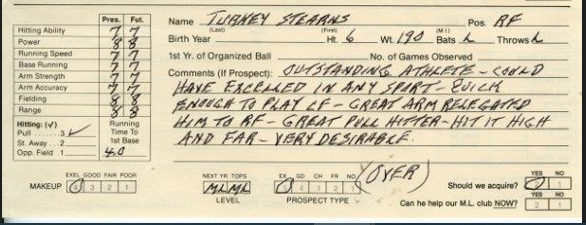 Pres. Fut.
Hitting Ability 7 7
Power 8 8
Running Speed 7 7
Base Running 7 7
Arm Strength 7 7
Arm Accuracy 7 7
Fielding 8 8
Range 8 8
Hitting: (✓)
Pull ........3 ✓
St. Away ..2
Opp. Field .1
Running
Time To
1st Base
4.0
Name TURKEY STEARNS Pos. RF
(Last) (First) (M.I.)
Birth Year Ht. 6 Wt. 190 Bats L Throws L
1st Yr. of Organized Ball No. of Games Observed
Comments (If Prospect): OUTSTANDING ATHLETE - COULD
HAVE EXCELLED IN ANY SPORT - QUICK
ENOUGH TO PLAY CF - GREAT ARM RELEGATED
HIM TO RF - GREAT PULL HITTER - HIT IT HIGH
AND FAR - VERY DESIRABLE.
(OVER)
MAKEUP
EXEL GOOD FAIR POOR
4 3 2 1
NEXT YR. TOPS
ML ML
LEVEL
EX. GD CH FR NO
4 3 2 1
PROSPECT TYPE
Should we acquire?
YES NO
1
Can he help our M.L. club NOW?
YES NO
2 1